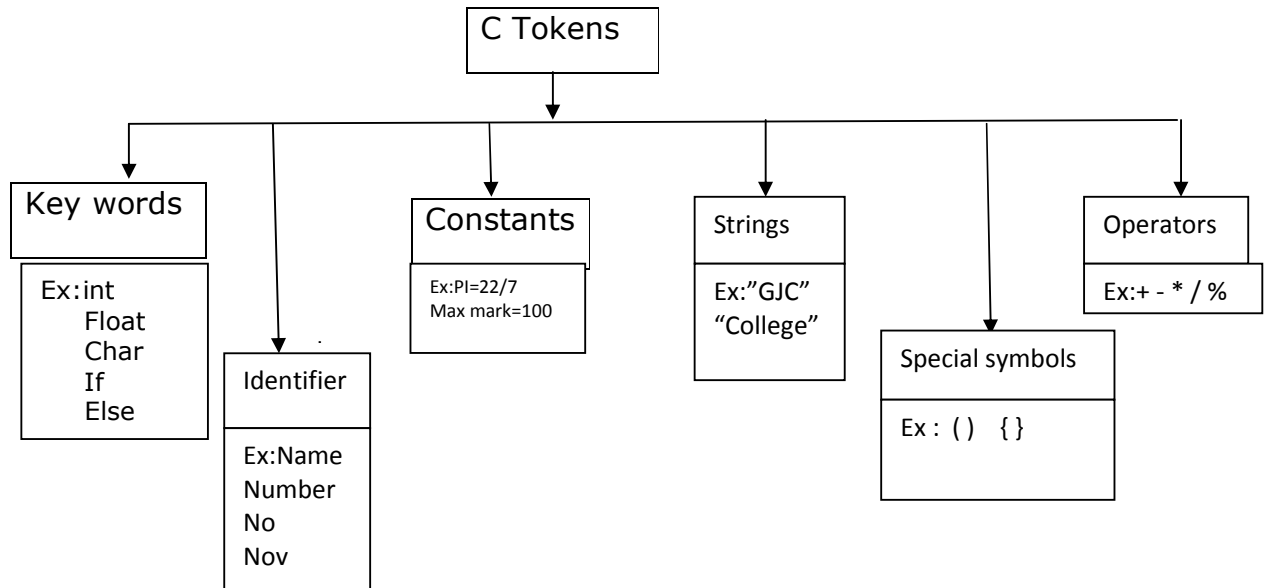 C Tokens
Key words
Ex:int
Float
Char
If
Else
Identifier
Ex:Name
Number
No
Nov
Constants
Ex:PI=22/7
Max mark=100
Strings
Ex:”GJC”
“College”
Special symbols
Ex : ( ) { }
Operators
Ex:+ - * / %